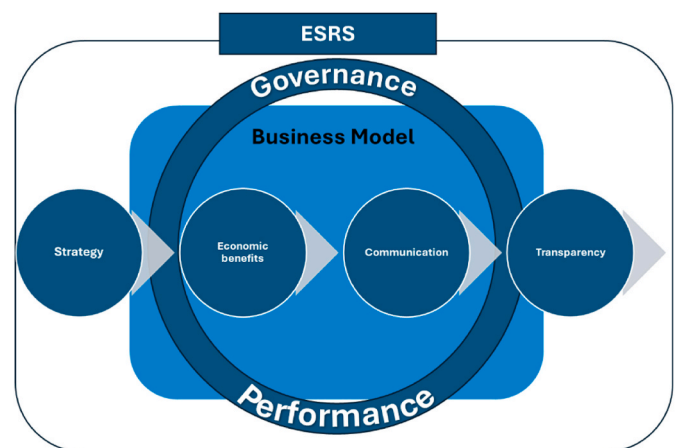 ESRS
Governance
Business Model
Strategy
Economic
benefits
Communication
Transparency
Performance